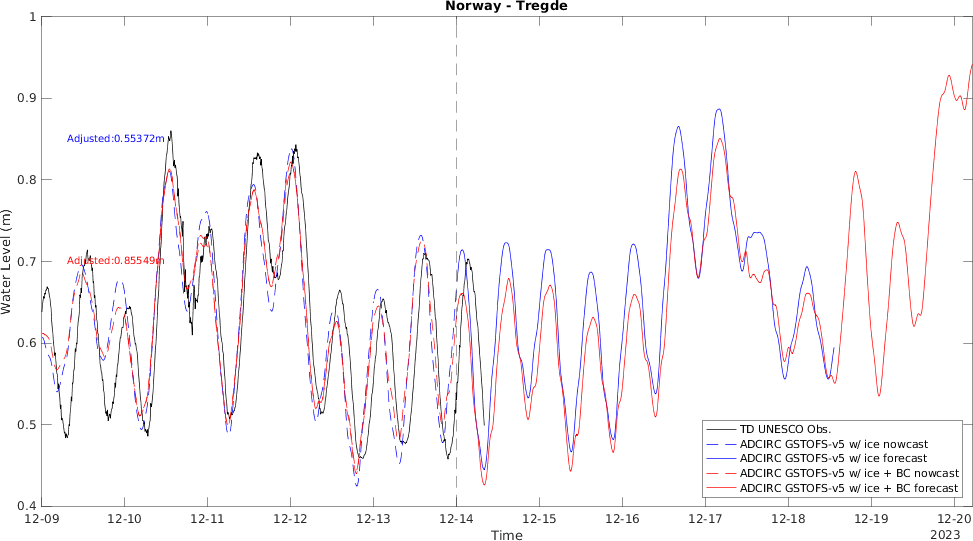 Norway - Tregde
1
0.9
0.8
0.7
0.6
0.5
0.4
Water Level (m)
Adjusted:0.55372m
Adjusted:0.85549m
TD UNESCO Obs.
ADCIRC GSTOFS-v5 w/ ice nowcast
ADCIRC GSTOFS-v5 w/ ice forecast
ADCIRC GSTOFS-v5 w/ ice + BC nowcast
ADCIRC GSTOFS-v5 w/ ice + BC forecast
12-09 12-10 12-11 12-12 12-13 12-14 12-15 12-16 12-17 12-18 12-19 12-20
Time
2023